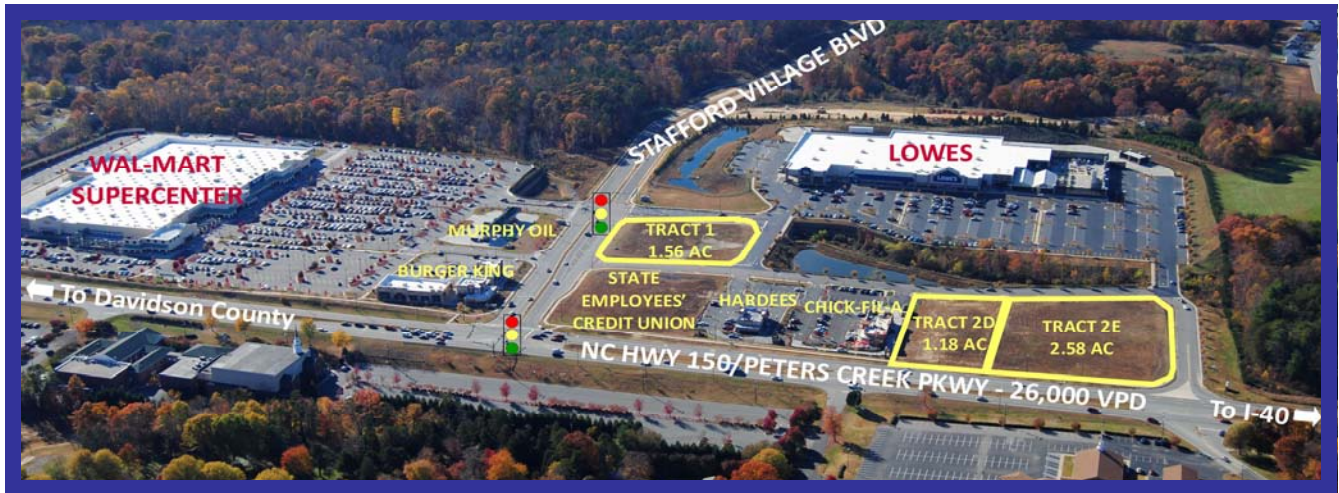 STAFFORD VILLAGE BLVD
WAL-MART
SUPERCENTER
LOWES
MURPHY OIL
TRACT 1
1.56 AC
BURGER KING
STATE
EMPLOYEES'
CREDIT UNION
HARDEES
CHICK-FIL-A
TRACT 2D
1.18 AC
TRACT 2E
2.58 AC
To Davidson County
NC HWY 150/PETERS CREEK PKWY - 26,000 VPD
To I-40